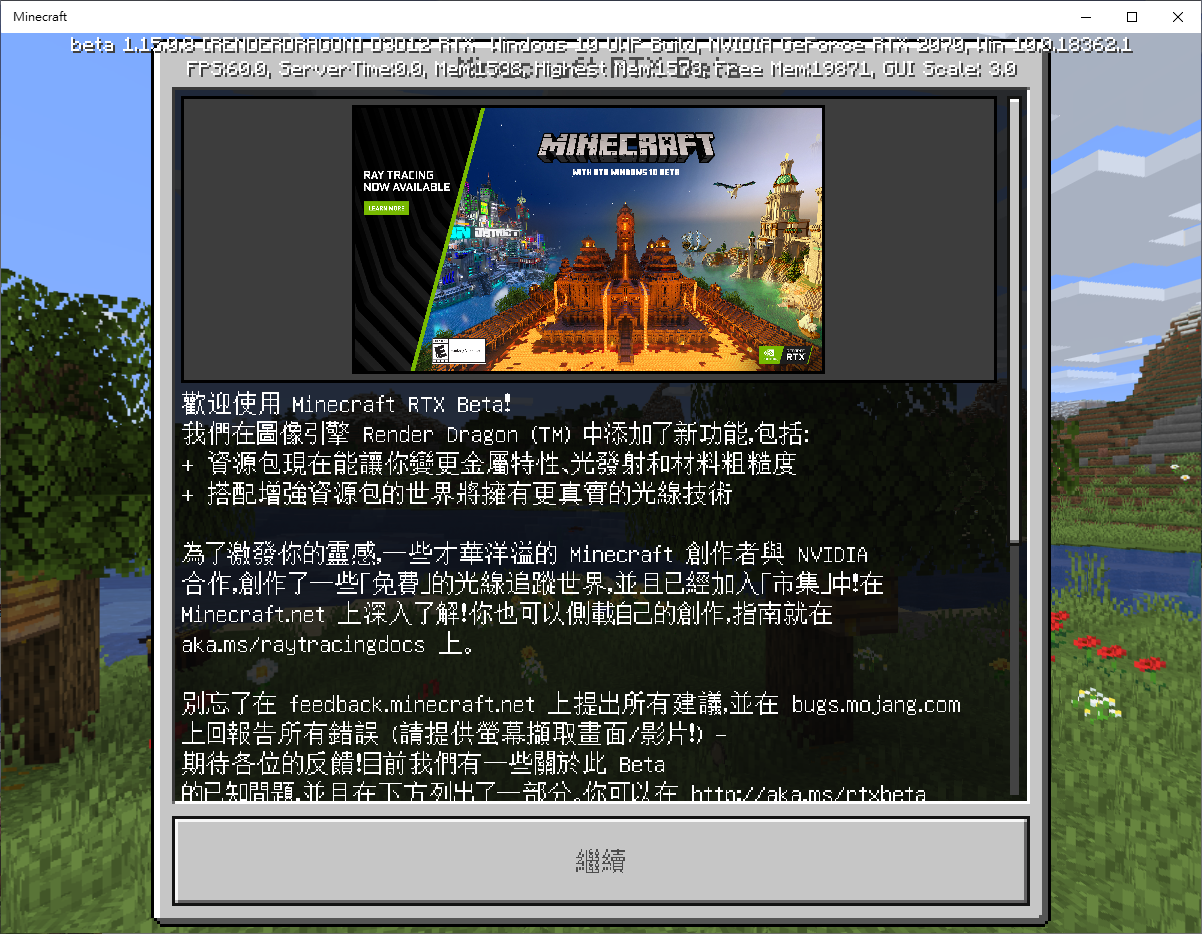 Minecraft
beta 1.15.0.8 [RENDERDRAGON] D3D12 RTX, Windows 10 UWP Build, NVIDIA GeForce RTX 2070, Win 10.0.18362.1
Minecraft RTX Beta
FPS:60.0, ServerTime:0.0, Mem:1598, Highest Mem:1598, Free Mem:19871, GUI Scale: 3.0
MINECRAFT
WITH RTX WINDOWS 10 BETA
RAY TRACING
NOW AVAILABLE
LEARN MORE
RTX
歡迎使用 Minecraft RTX Beta!
我們在圖像引擎 Render Dragon (TM) 中添加了新功能,包括:
+ 資源包現在能讓你變更金屬特性、光發射和材料粗糙度
+ 搭配增強資源包的世界將擁有更真實的光線技術
為了激發你的靈感,一些才華洋溢的 Minecraft 創作者與 NVIDIA
合作,創作了一些「免費」的光線追蹤世界,並且已經加入「市集」中!在
Minecraft.net 上深入了解!你也可以側載自己的創作,指南就在
aka.ms/raytracingdocs 上。
別忘了在 feedback.minecraft.net 上提出所有建議,並在 bugs.mojang.com
上回報告所有錯誤 (請提供螢幕擷取畫面/影片!) –
期待各位的反饋!目前我們有一些關於此 Beta
的已知問題,並且在下方列出了一部分。你可以在 http://aka.ms/rtxbeta
繼續